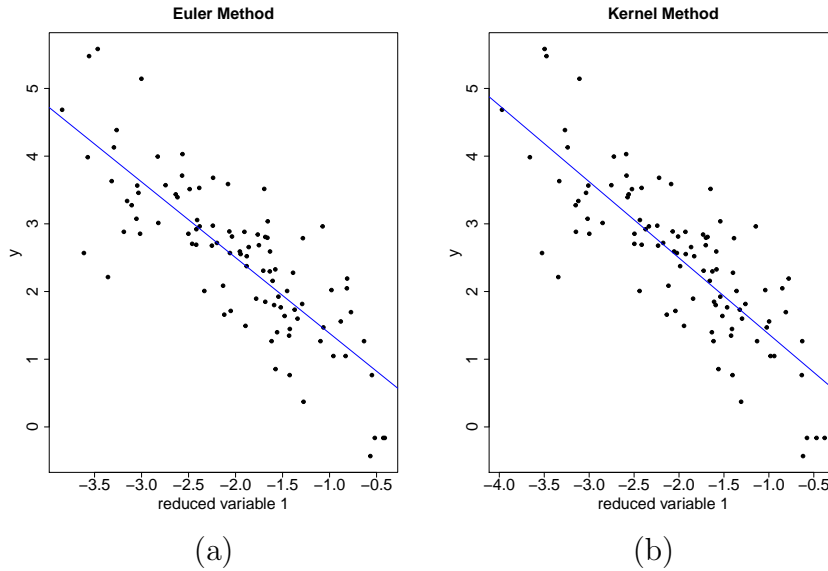 Euler Method
y
5
4
3
2
1
0
−3.5 −3.0 −2.5 −2.0 −1.5 −1.0 −0.5
reduced variable 1
(a)
Kernel Method
y
5
4
3
2
1
0
−4.0 −3.5 −3.0 −2.5 −2.0 −1.5 −1.0 −0.5
reduced variable 1
(b)